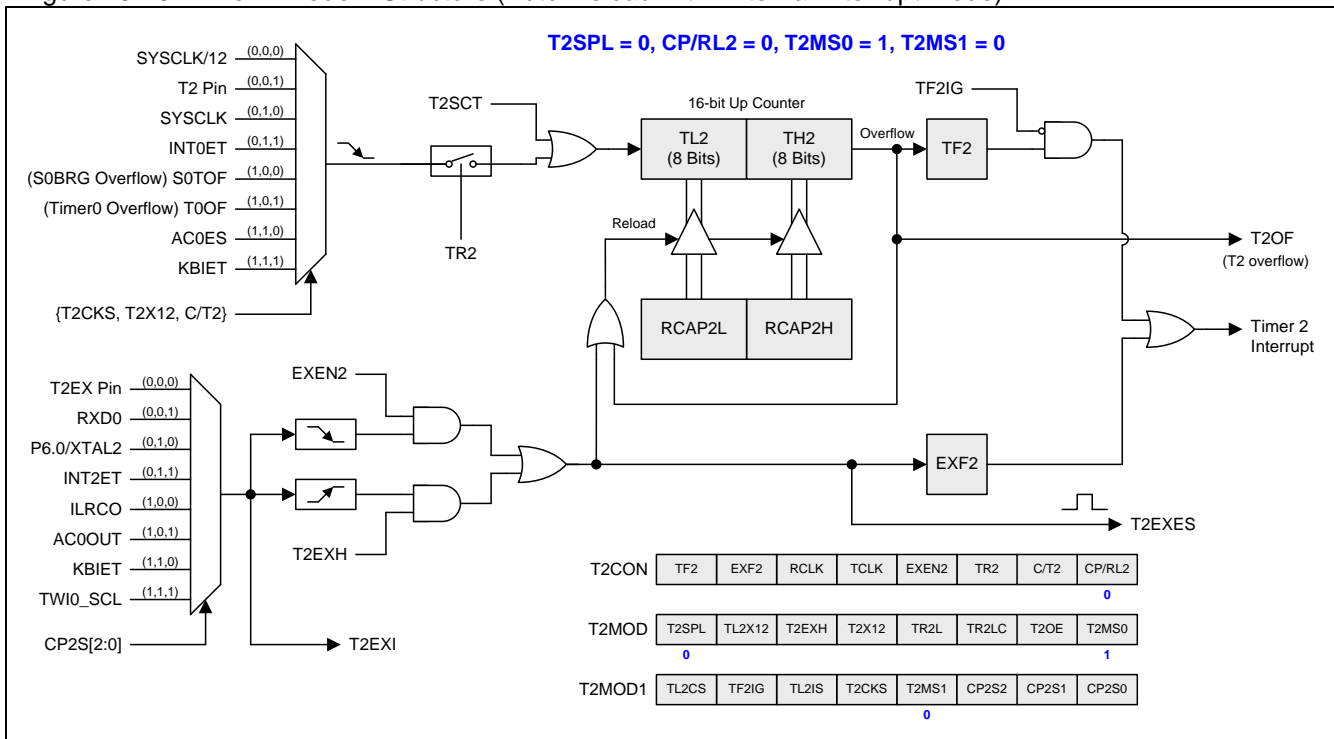 T2SPL = 0, CP/RL2 = 0, T2MS0 = 1, T2MS1 = 0
SYSCLK/12 (0,0,0)
T2 Pin (0,0,1)
SYSCLK (0,1,0)
INT0ET (0,1,1)
(S0BRG Overflow) S0TOF (1,0,0)
(Timer0 Overflow) T0OF (1,0,1)
AC0ES (1,1,0)
KBIET (1,1,1)
{T2CKS, T2X12, C/T2}
TR2
T2SCT
16-bit Up Counter
TL2
(8 Bits)
TH2
(8 Bits)
Overflow
TF2
TF2IG
Reload
RCAP2L
RCAP2H
T2OF
(T2 overflow)
Timer 2
Interrupt
T2EX Pin (0,0,0)
RXD0 (0,0,1)
P6.0/XTAL2 (0,1,0)
INT2ET (0,1,1)
ILRCO (1,0,0)
AC0OUT (1,0,1)
KBIET (1,1,0)
TWI0_SCL (1,1,1)
CP2S[2:0]
EXEN2
T2EXH
T2EXI
EXF2
T2EXES
T2CON TF2 EXF2 RCLK TCLK EXEN2 TR2 C/T2 CP/RL2
0
T2MOD T2SPL TL2X12 T2EXH T2X12 TR2L TR2LC T2OE T2MS0
0 1
T2MOD1 TL2CS TF2IG TL2IS T2CKS T2MS1 CP2S2 CP2S1 CP2S0
0